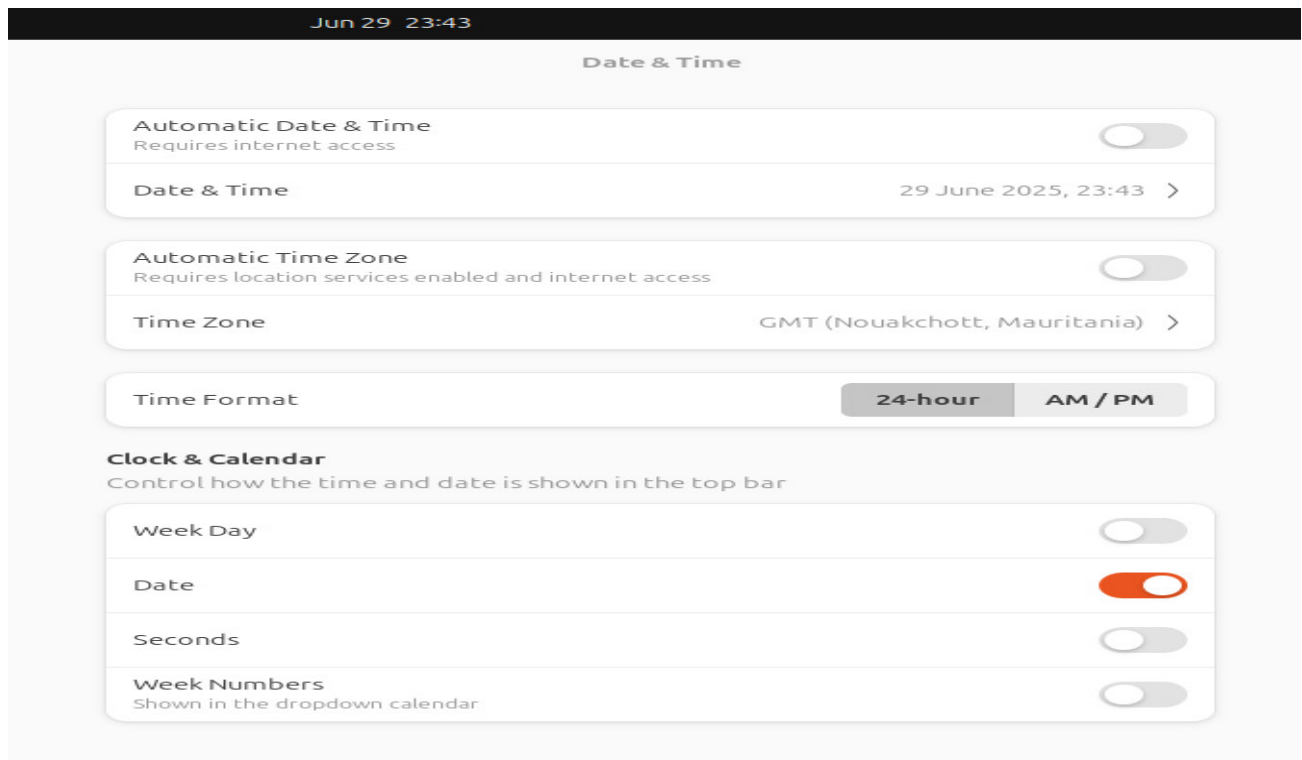 Jun 29 23:43
Date & Time
Automatic Date & Time
Requires internet access
Date & Time 29 June 2025, 23:43
Automatic Time Zone
Requires location services enabled and internet access
Time Zone GMT (Nouakchott, Mauritania)
Time Format 24-hour AM / PM
Clock & Calendar
Control how the time and date is shown in the top bar
Week Day
Date
Seconds
Week Numbers
Shown in the dropdown calendar